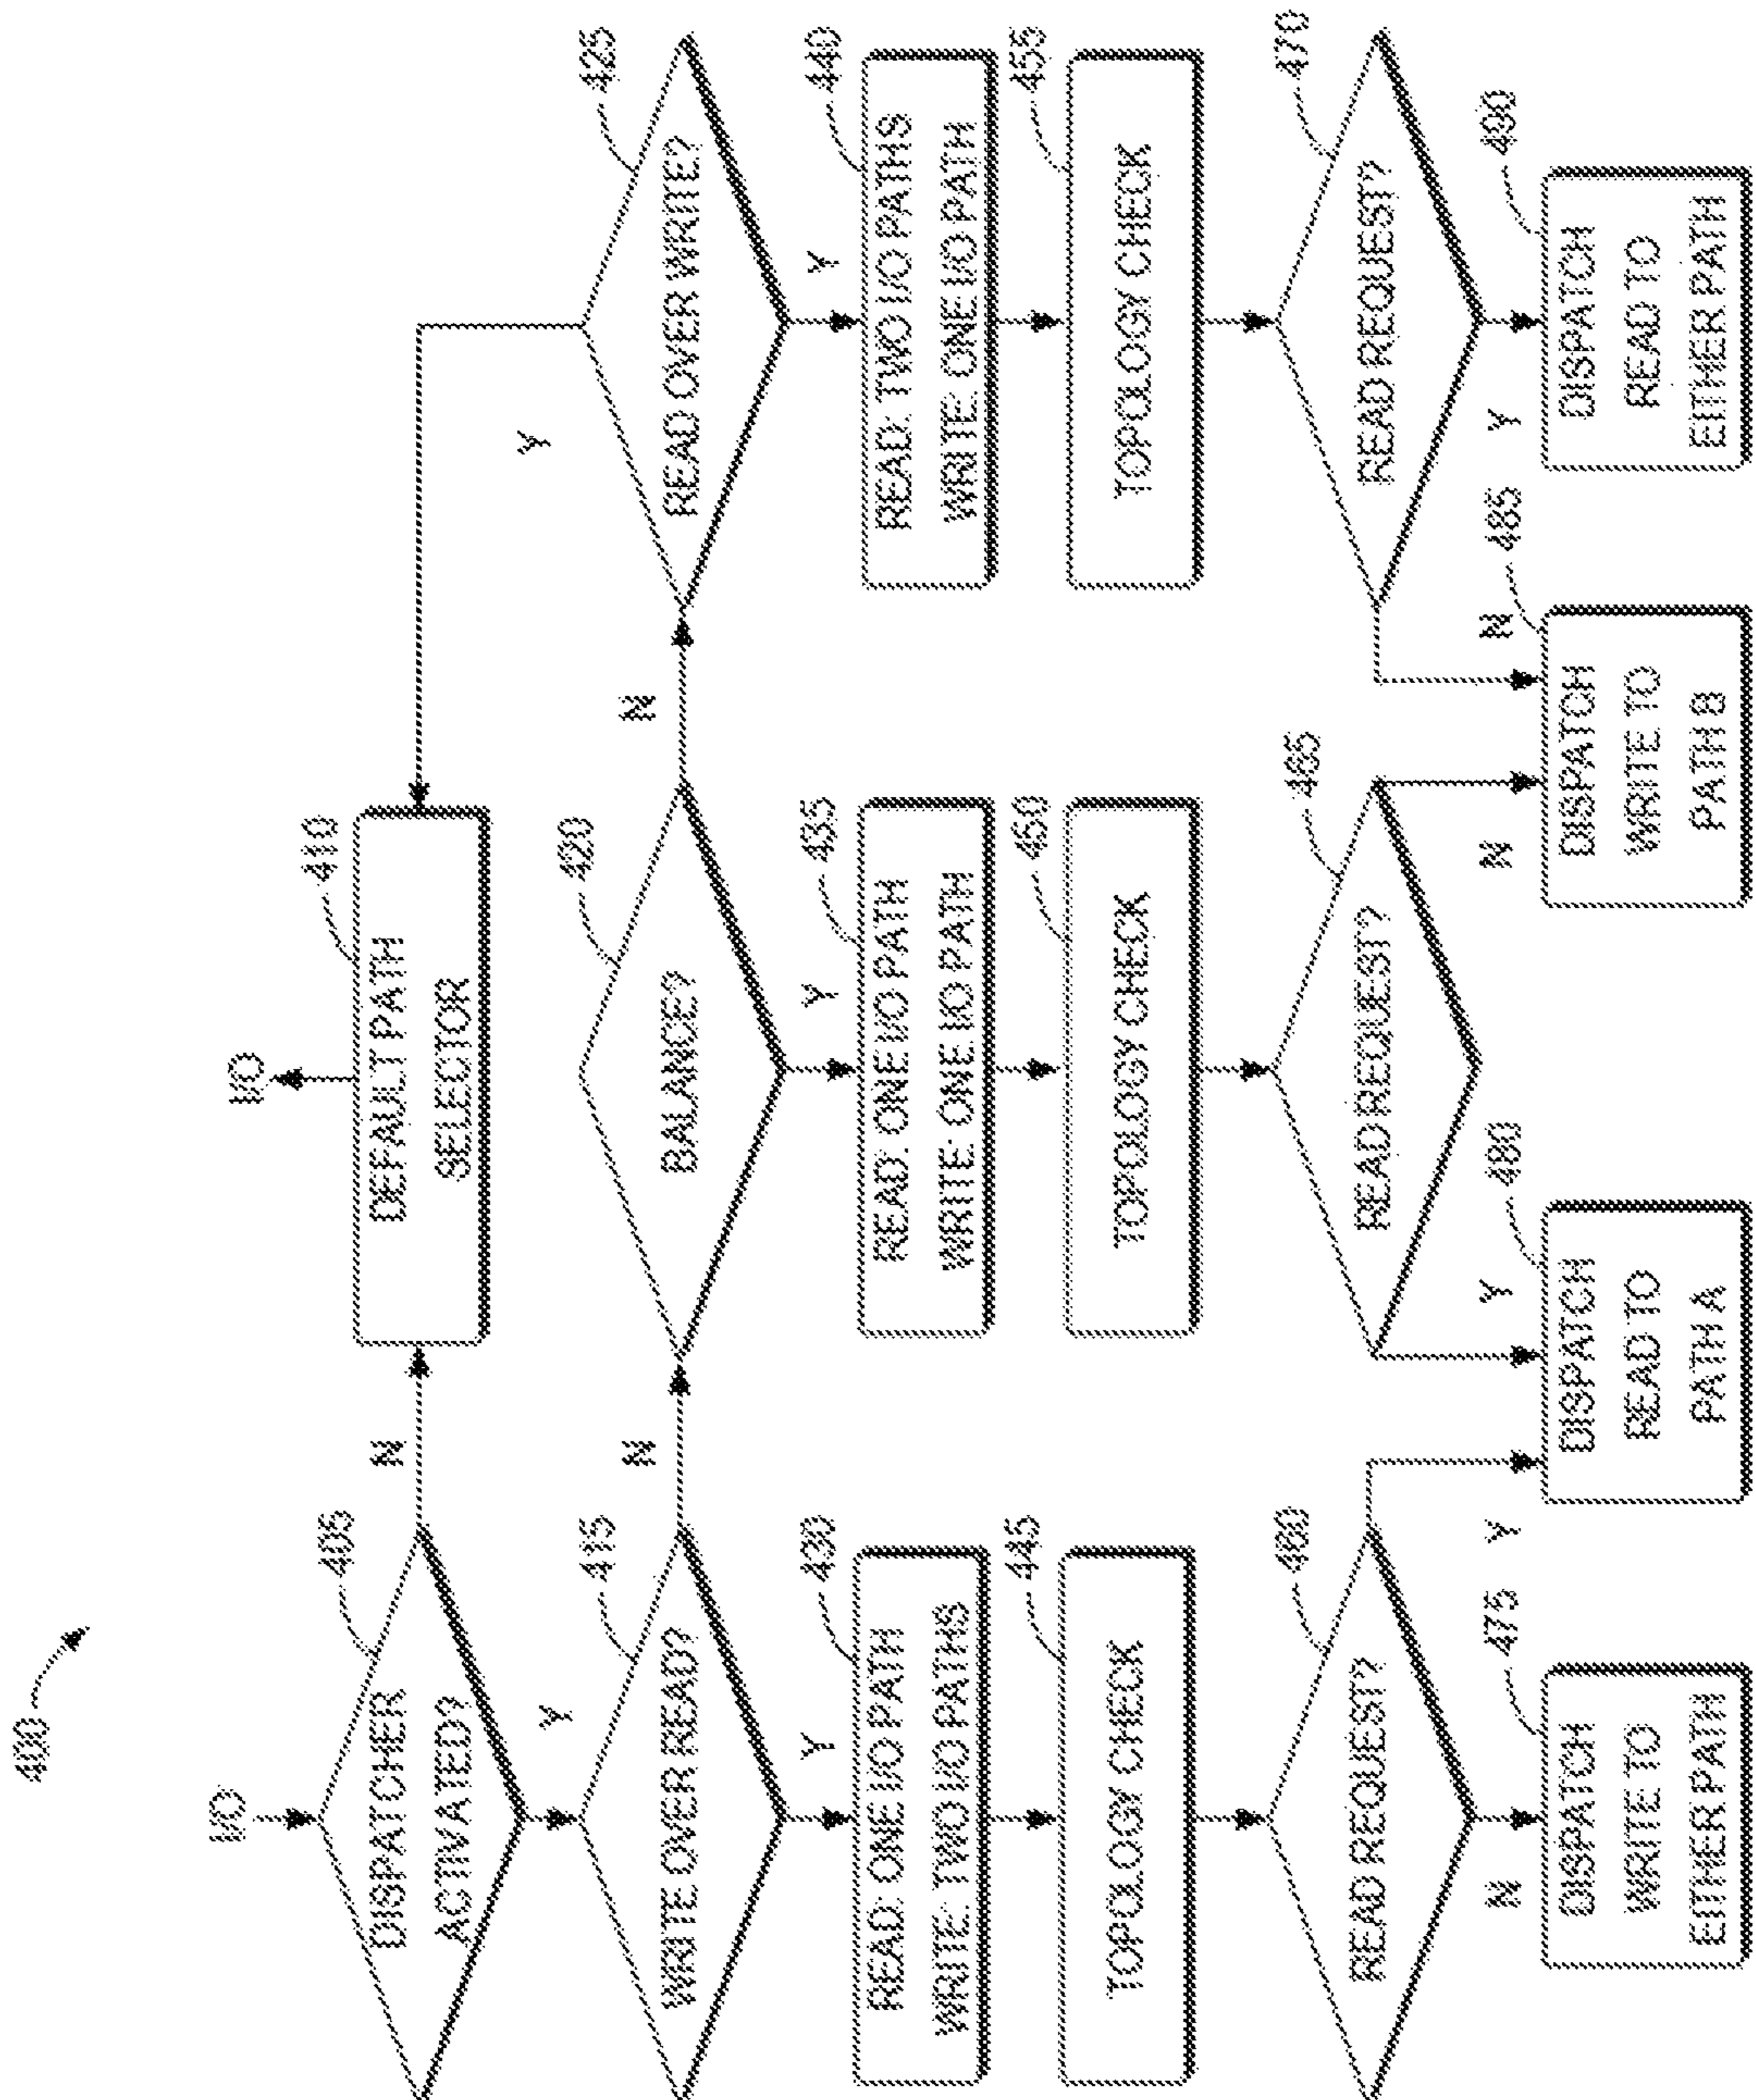 400
I/O
DISPATCHER
ACTIVATED?
405
N
I/O
DEFAULT PATH
SELECTOR
410
Y
WRITE OVER READ?
415
N
BALANCE?
420
N
READ OVER WRITE?
425
Y
Y
READ: ONE I/O PATH
WRITE: TWO I/O PATHS
430
Y
READ: ONE I/O PATH
WRITE: ONE I/O PATH
435
Y
READ: TWO I/O PATHS
WRITE: ONE I/O PATH
440
TOPOLOGY CHECK
445
TOPOLOGY CHECK
450
TOPOLOGY CHECK
455
READ REQUEST?
460
READ REQUEST?
465
READ REQUEST?
470
N
DISPATCH
WRITE TO
EITHER PATH
475
Y
Y
DISPATCH
READ TO
PATH A
480
N
N
DISPATCH
WRITE TO
PATH B
485
Y
DISPATCH
READ TO
EITHER PATH
490